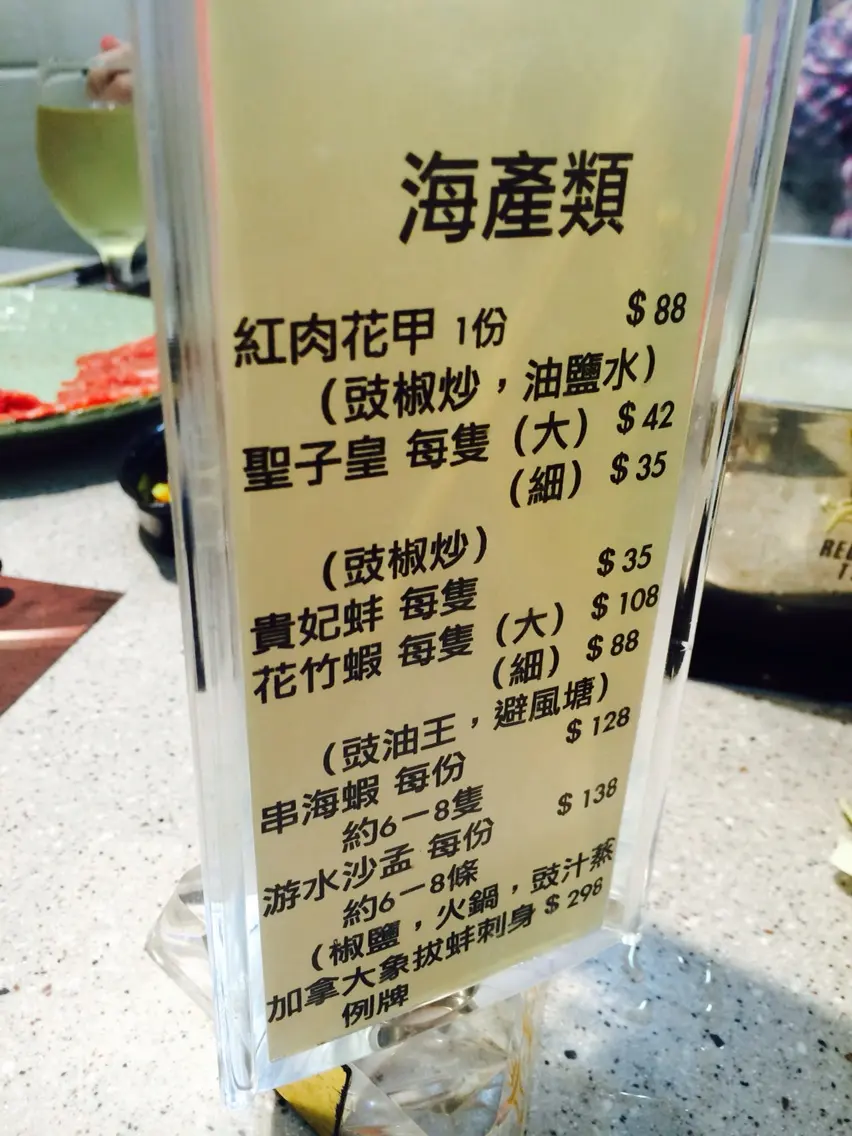 海產類
紅肉花甲 1份 $88
(豉椒炒，油鹽水)
聖子皇 每隻 (大) $42
(細) $35
(豉椒炒)
貴妃蚌 每隻 $35
花竹蝦 每隻 (大) $108
(細) $88
(豉油王，避風塘)
串海蝦 每份 $128
約6－8隻
游水沙孟 每份 $138
約6－8條
(椒鹽，火鍋，豉汁蒸
加拿大象拔蚌刺身 $298
例牌